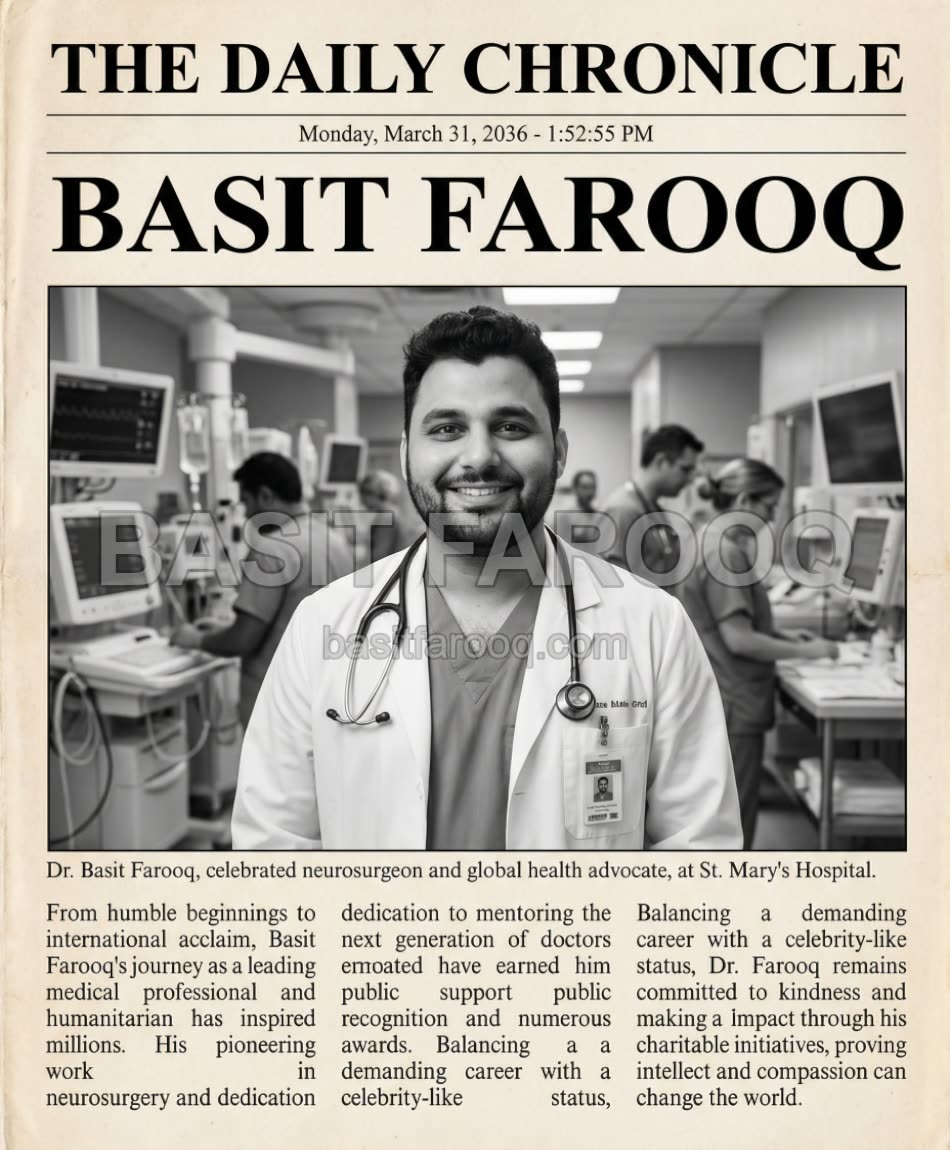 THE DAILY CHRONICLE
Monday, March 31, 2036 - 1:52:55 PM
BASIT FAROOQ
BASIT FAROOQ
basitfarooq.com
Dr. Basit Farooq, celebrated neurosurgeon and global health advocate, at St. Mary's Hospital.
From humble beginnings to
international acclaim, Basit
Farooq's journey as a leading
medical professional and
humanitarian has inspired
millions. His pioneering
work in
neurosurgery and dedication
dedication to mentoring the
next generation of doctors
emoated have earned him
public support public
recognition and numerous
awards. Balancing a a
demanding career with a
celebrity-like status,
Balancing a demanding
career with a celebrity-like
status, Dr. Farooq remains
committed to kindness and
making a impact through his
charitable initiatives, proving
intellect and compassion can
change the world.